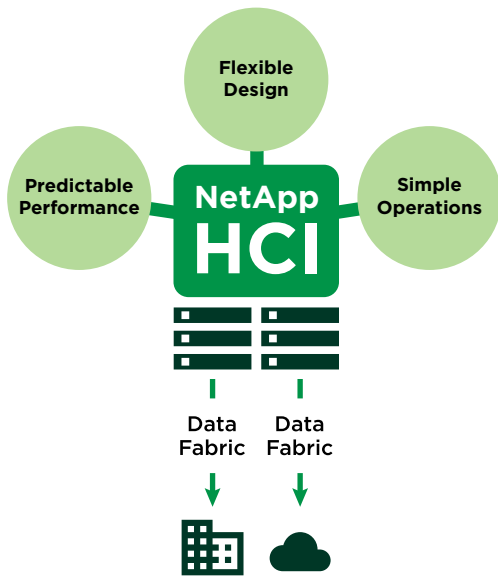 Flexible
Design
Predictable
Performance
Simple
Operations
NetApp
HCI
Data
Fabric
Data
Fabric